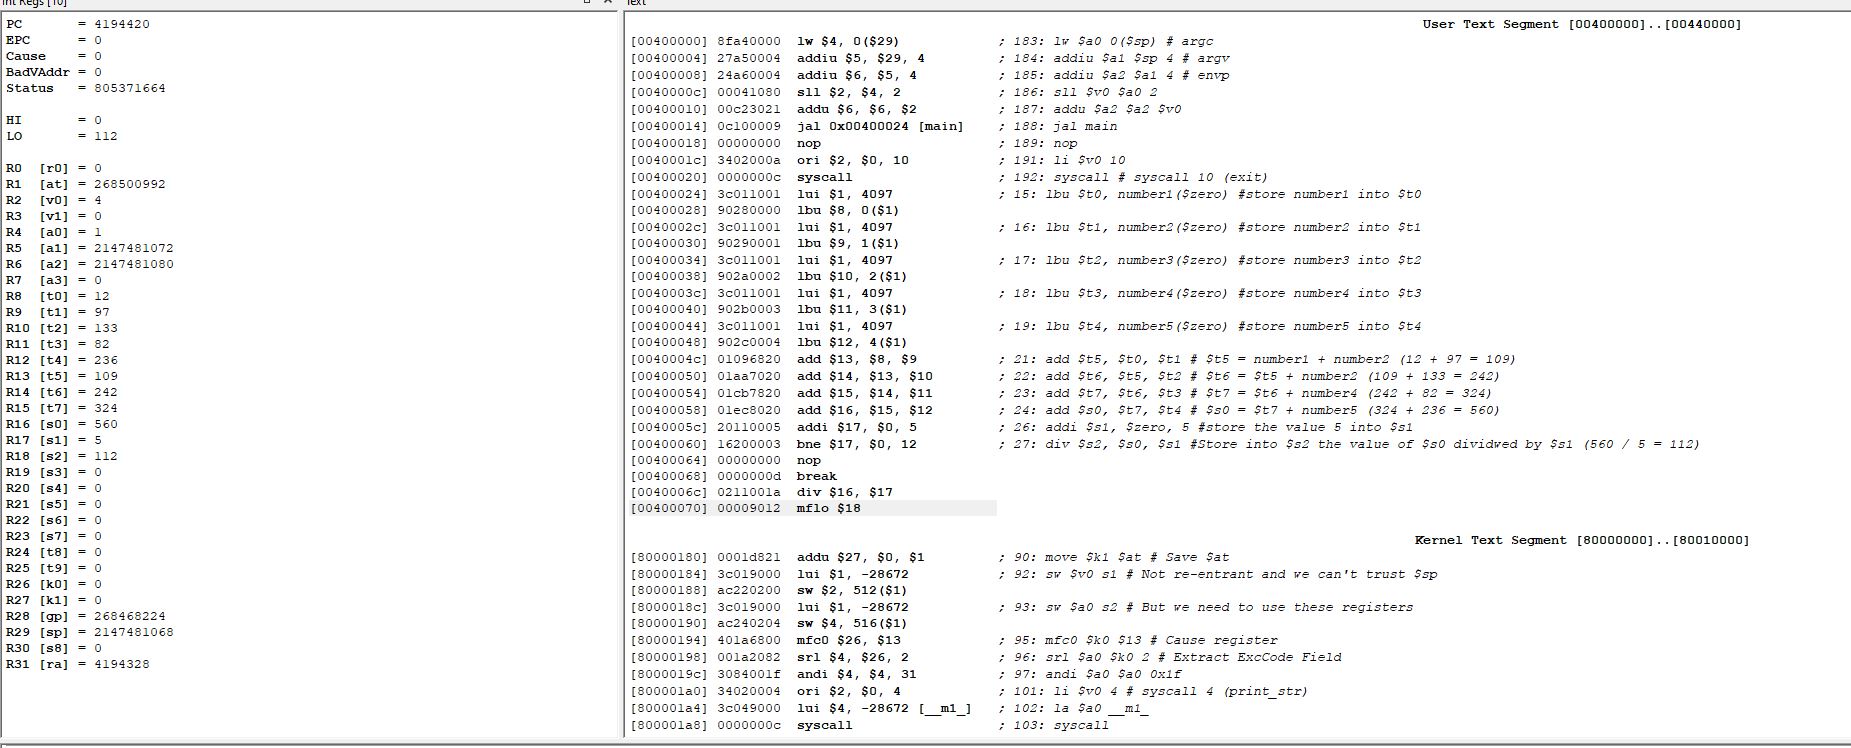 Int Regs [10]
PC = 4194420
EPC = 0
Cause = 0
BadVAddr = 0
Status = 805371664
HI = 0
LO = 112
R0 [r0] = 0
R1 [at] = 268500992
R2 [v0] = 4
R3 [v1] = 0
R4 [a0] = 1
R5 [a1] = 2147481072
R6 [a2] = 2147481080
R7 [a3] = 0
R8 [t0] = 12
R9 [t1] = 97
R10 [t2] = 133
R11 [t3] = 82
R12 [t4] = 236
R13 [t5] = 109
R14 [t6] = 242
R15 [t7] = 324
R16 [s0] = 560
R17 [s1] = 5
R18 [s2] = 112
R19 [s3] = 0
R20 [s4] = 0
R21 [s5] = 0
R22 [s6] = 0
R23 [s7] = 0
R24 [t8] = 0
R25 [t9] = 0
R26 [k0] = 0
R27 [k1] = 0
R28 [gp] = 268468224
R29 [sp] = 2147481068
R30 [s8] = 0
R31 [ra] = 4194328
Text
User Text Segment [00400000]..[00440000]
[00400000] 8fa40000 lw $4, 0($29) ; 183: lw $a0 0($sp) # argc
[00400004] 27a50004 addiu $5, $29, 4 ; 184: addiu $a1 $sp 4 # argv
[00400008] 24a60004 addiu $6, $5, 4 ; 185: addiu $a2 $a1 4 # envp
[0040000c] 00041080 sll $2, $4, 2 ; 186: sll $v0 $a0 2
[00400010] 00c23021 addu $6, $6, $2 ; 187: addu $a2 $a2 $v0
[00400014] 0c100009 jal 0x00400024 [main] ; 188: jal main
[00400018] 00000000 nop ; 189: nop
[0040001c] 3402000a ori $2, $0, 10 ; 191: li $v0 10
[00400020] 0000000c syscall ; 192: syscall # syscall 10 (exit)
[00400024] 3c011001 lui $1, 4097 ; 15: lbu $t0, number1($zero) #store number1 into $t0
[00400028] 90280000 lbu $8, 0($1)
[0040002c] 3c011001 lui $1, 4097 ; 16: lbu $t1, number2($zero) #store number2 into $t1
[00400030] 90290001 lbu $9, 1($1)
[00400034] 3c011001 lui $1, 4097 ; 17: lbu $t2, number3($zero) #store number3 into $t2
[00400038] 902a0002 lbu $10, 2($1)
[0040003c] 3c011001 lui $1, 4097 ; 18: lbu $t3, number4($zero) #store number4 into $t3
[00400040] 902b0003 lbu $11, 3($1)
[00400044] 3c011001 lui $1, 4097 ; 19: lbu $t4, number5($zero) #store number5 into $t4
[00400048] 902c0004 lbu $12, 4($1)
[0040004c] 01096820 add $13, $8, $9 ; 21: add $t5, $t0, $t1 # $t5 = number1 + number2 (12 + 97 = 109)
[00400050] 01aa7020 add $14, $13, $10 ; 22: add $t6, $t5, $t2 # $t6 = $t5 + number2 (109 + 133 = 242)
[00400054] 01cb7820 add $15, $14, $11 ; 23: add $t7, $t6, $t3 # $t7 = $t6 + number4 (242 + 82 = 324)
[00400058] 01ec8020 add $16, $15, $12 ; 24: add $s0, $t7, $t4 # $s0 = $t7 + number5 (324 + 236 = 560)
[0040005c] 20110005 addi $17, $0, 5 ; 26: addi $s1, $zero, 5 #store the value 5 into $s1
[00400060] 16200003 bne $17, $0, 12 ; 27: div $s2, $s0, $s1 #Store into $s2 the value of $s0 dividwed by $s1 (560 / 5 = 112)
[00400064] 00000000 nop
[00400068] 0000000d break
[0040006c] 0211001a div $16, $17
[00400070] 00009012 mflo $18
Kernel Text Segment [80000000]..[80010000]
[80000180] 0001d821 addu $27, $0, $1 ; 90: move $k1 $at # Save $at
[80000184] 3c019000 lui $1, -28672 ; 92: sw $v0 s1 # Not re-entrant and we can't trust $sp
[80000188] ac220200 sw $2, 512($1)
[8000018c] 3c019000 lui $1, -28672 ; 93: sw $a0 s2 # But we need to use these registers
[80000190] ac240204 sw $4, 516($1)
[80000194] 401a6800 mfc0 $26, $13 ; 95: mfc0 $k0 $13 # Cause register
[80000198] 001a2082 srl $4, $26, 2 ; 96: srl $a0 $k0 2 # Extract ExcCode Field
[8000019c] 3084001f andi $4, $4, 31 ; 97: andi $a0 $a0 0x1f
[800001a0] 34020004 ori $2, $0, 4 ; 101: li $v0 4 # syscall 4 (print_str)
[800001a4] 3c049000 lui $4, -28672 [__m1_] ; 102: la $a0 __m1_
[800001a8] 0000000c syscall ; 103: syscall